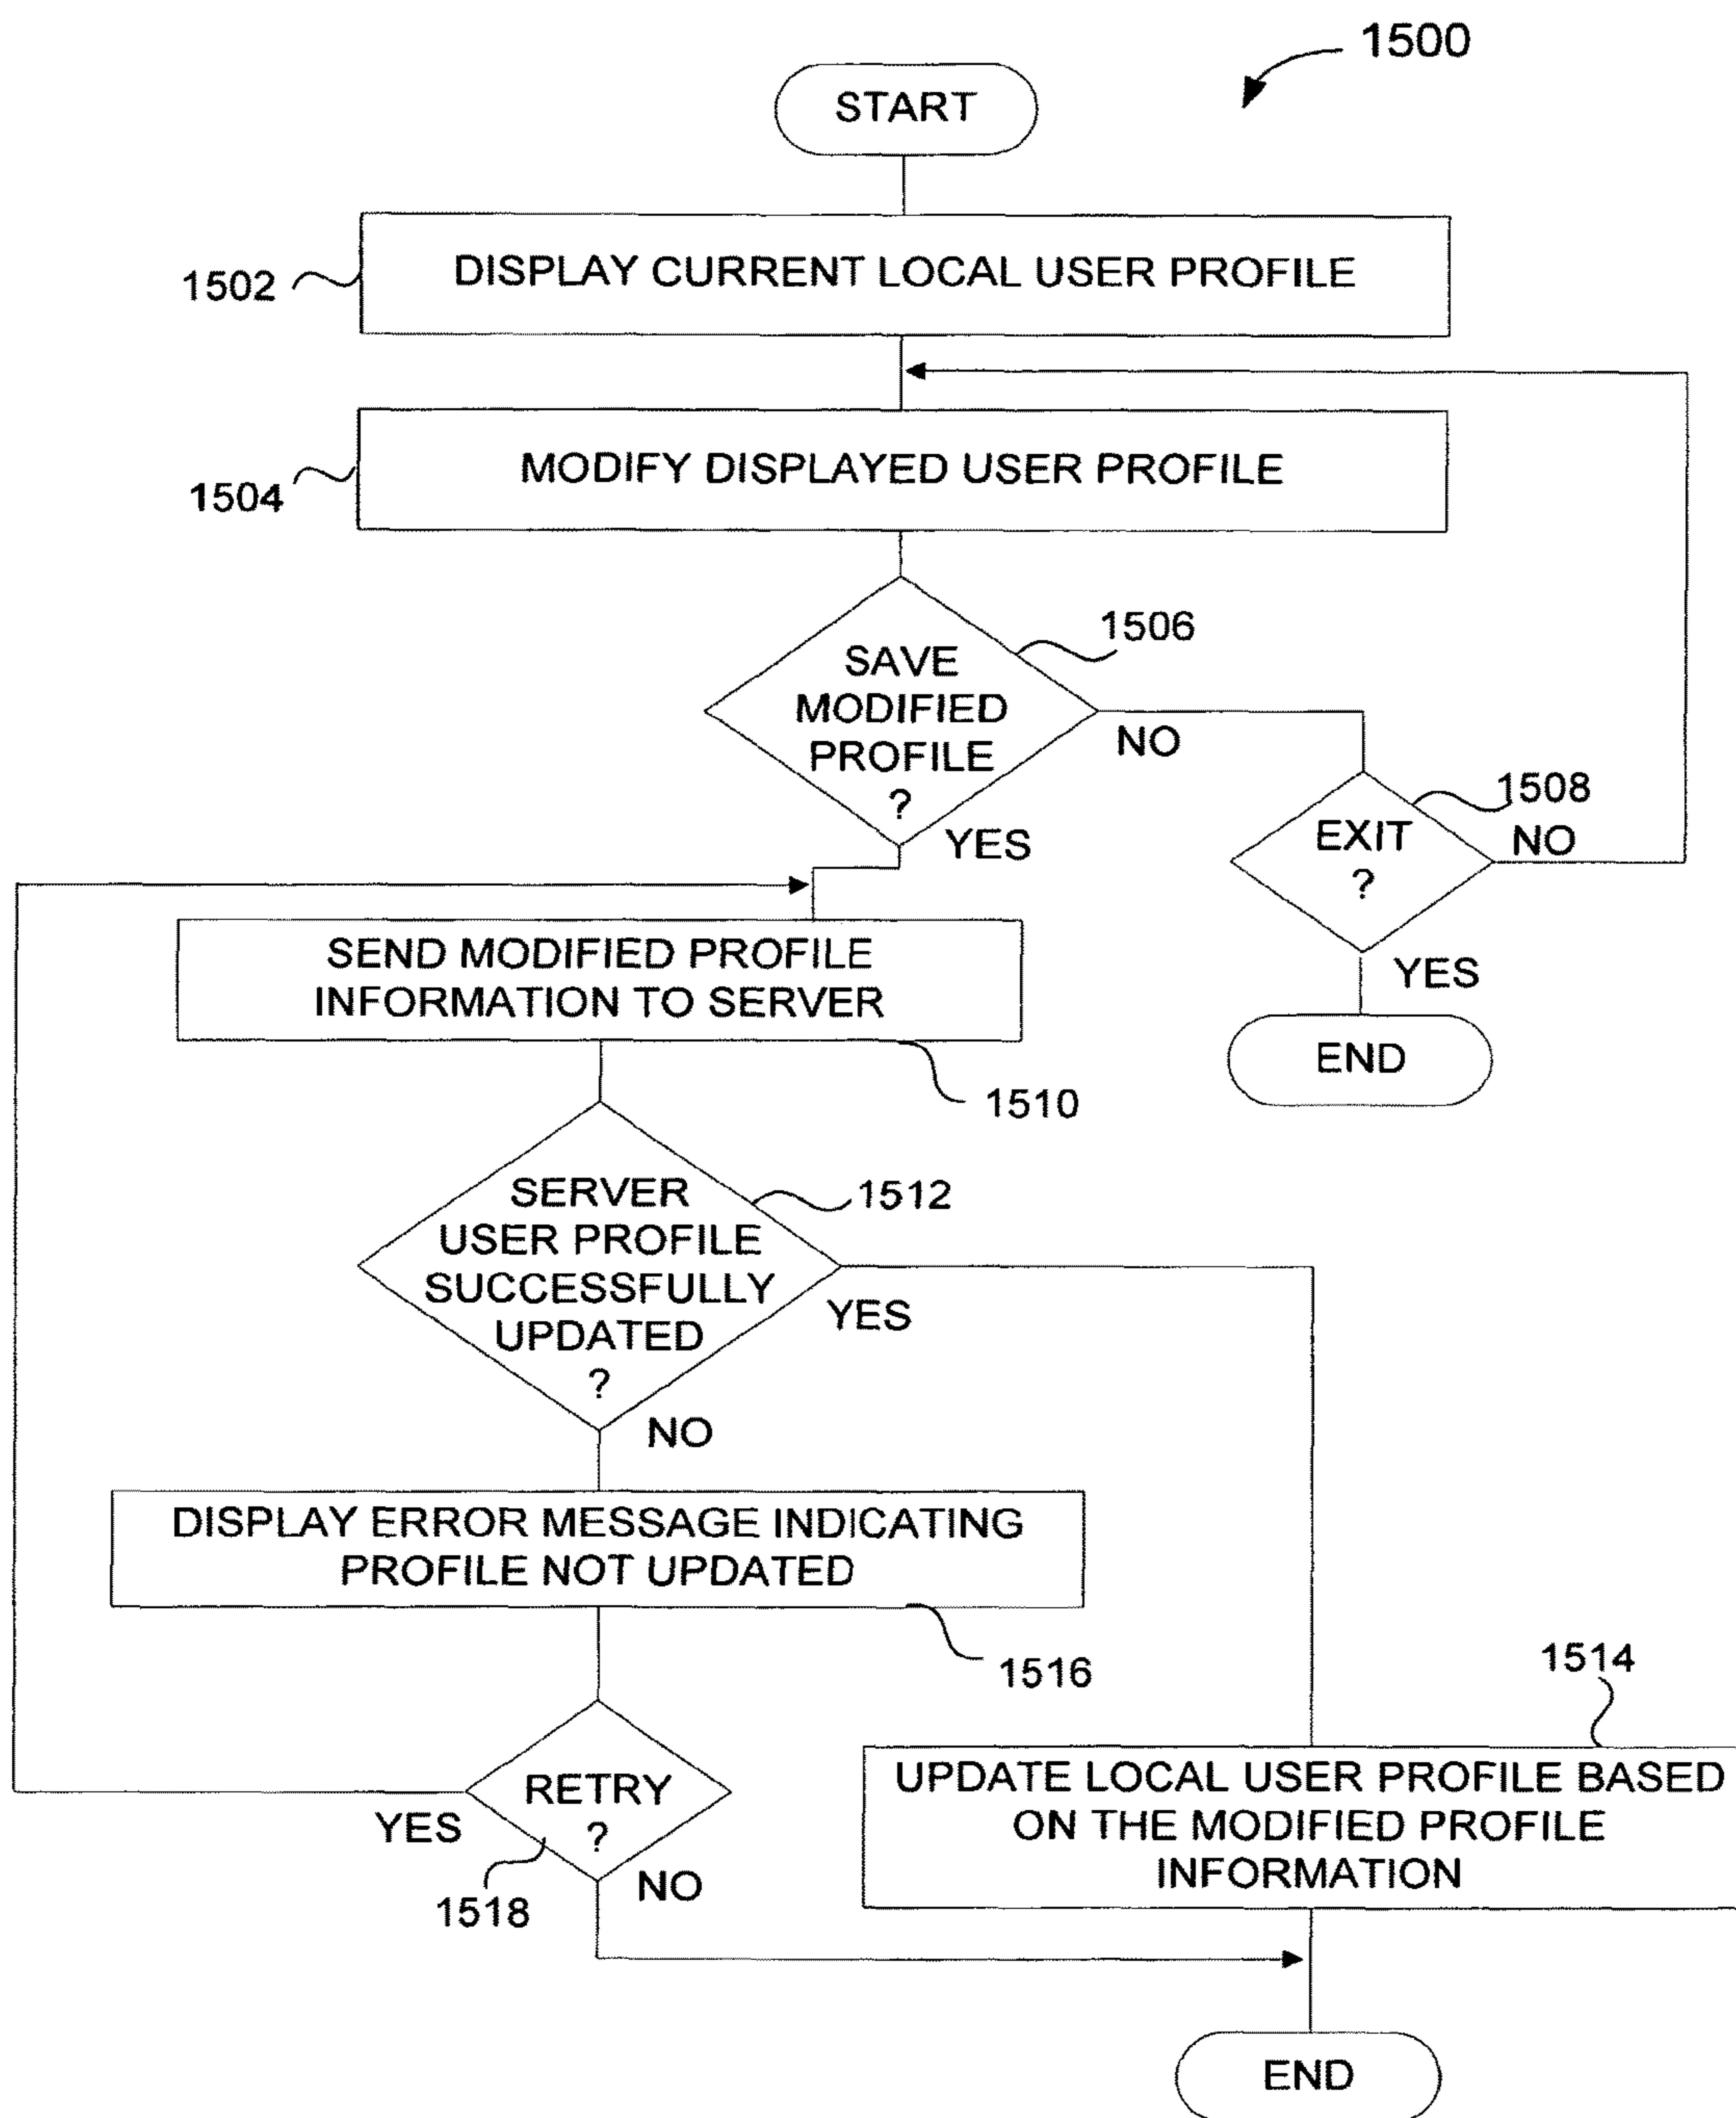 1500
START
DISPLAY CURRENT LOCAL USER PROFILE
1502
MODIFY DISPLAYED USER PROFILE
1504
1506
SAVE
MODIFIED
PROFILE
?
NO
YES
1508
EXIT
?
NO
YES
END
SEND MODIFIED PROFILE
INFORMATION TO SERVER
1510
1512
SERVER
USER PROFILE
SUCCESSFULLY
UPDATED
?
YES
NO
DISPLAY ERROR MESSAGE INDICATING
PROFILE NOT UPDATED
1516
1514
UPDATE LOCAL USER PROFILE BASED
ON THE MODIFIED PROFILE
INFORMATION
RETRY
?
YES
NO
1518
END